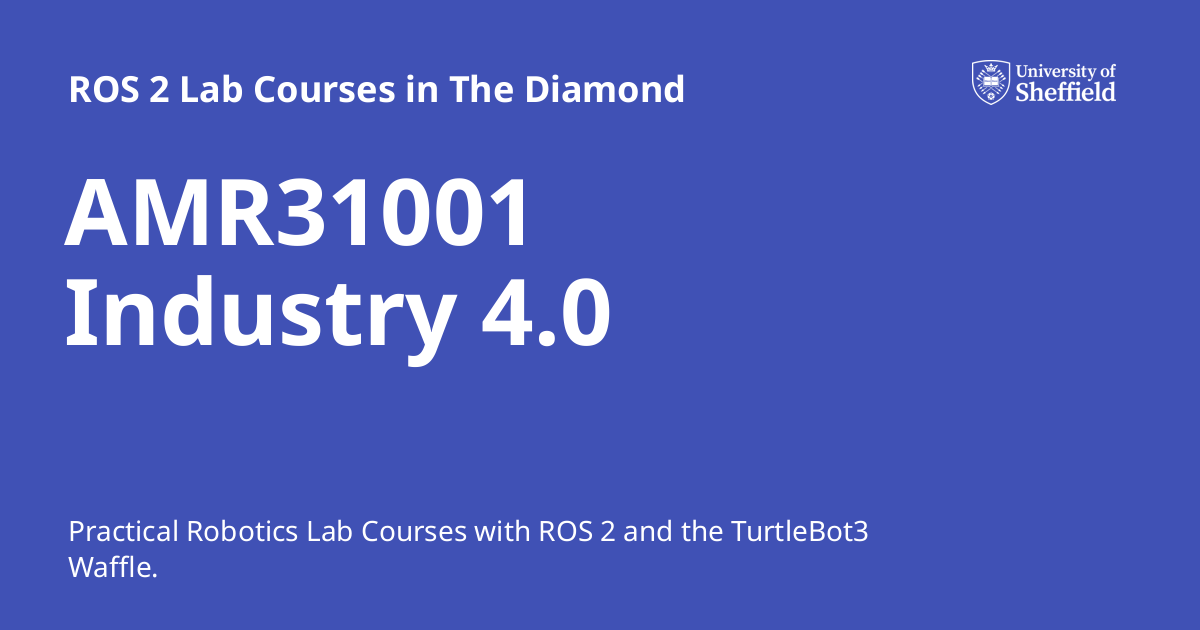 ROS 2 Lab Courses in The Diamond
University of
Sheffield
AMR31001
Industry 4.0
Practical Robotics Lab Courses with ROS 2 and the TurtleBot3
Waffle.